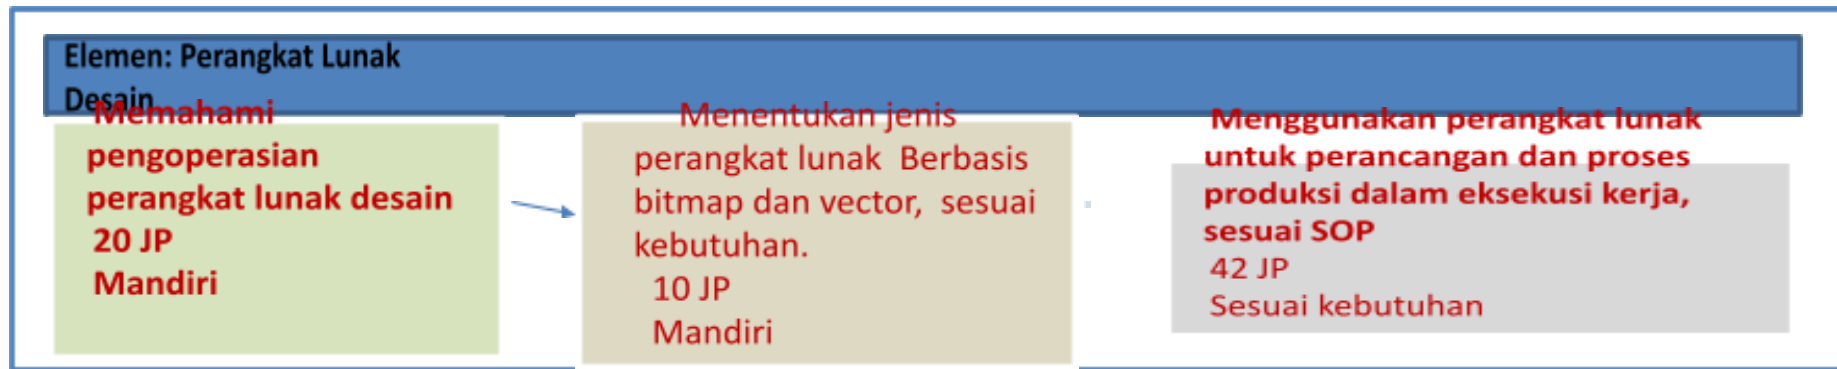 Elemen: Perangkat Lunak
Desain
Memahami
pengoperasian
perangkat lunak desain
20 JP
Mandiri
Menentukan jenis
perangkat lunak Berbasis
bitmap dan vector, sesuai
kebutuhan.
10 JP
Mandiri
Menggunakan perangkat lunak
untuk perancangan dan proses
produksi dalam eksekusi kerja,
sesuai SOP
42 JP
Sesuai kebutuhan